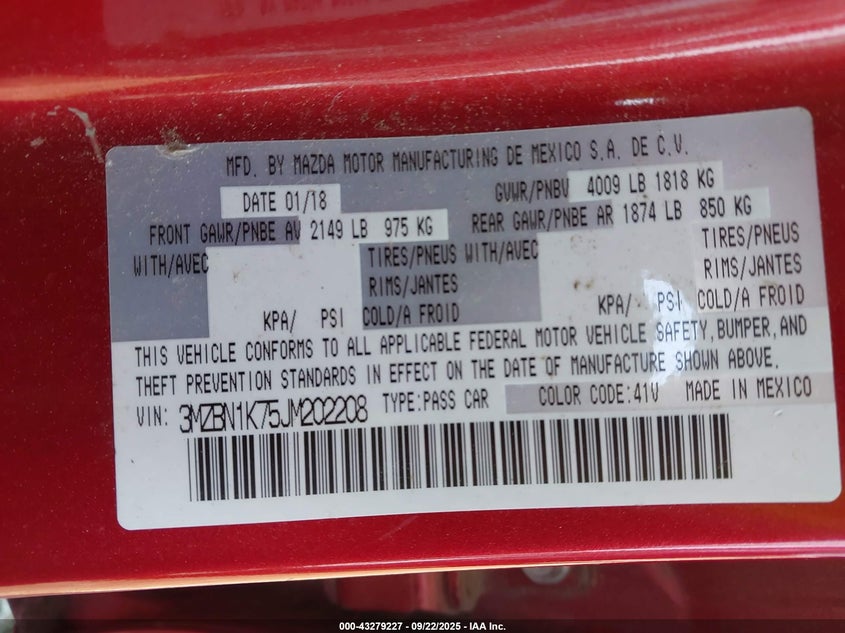 MFD. BY MAZDA MOTOR MANUFACTURING DE MEXICO S.A. DE C.V.
DATE 01/18 GVWR/PNBV 4009 LB 1818 KG
FRONT GAWR/PNBE AV 2149 LB 975 KG REAR GAWR/PNBE AR 1874 LB 850 KG
WITH/AVEC TIRES/PNEUS WITH/AVEC TIRES/PNEUS
RIMS/JANTES RIMS/JANTES
KPA/ PSI COLD/A FROID KPA/ PSI COLD/A FROID
THIS VEHICLE CONFORMS TO ALL APPLICABLE FEDERAL MOTOR VEHICLE SAFETY, BUMPER, AND
THEFT PREVENTION STANDARDS IN EFFECT ON THE DATE OF MANUFACTURE SHOWN ABOVE.
VIN: 3MZBN1K75JM202208 TYPE:PASS CAR COLOR CODE:41V MADE IN MEXICO
000-43279227 - 09/22/2025 - IAA Inc.